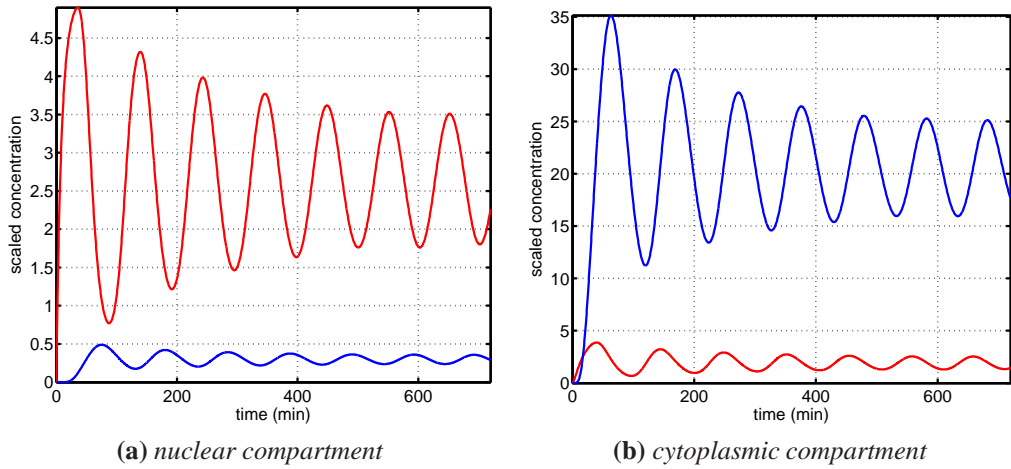 4.5
4
3.5
3
2.5
2
1.5
1
0.5
0
scaled concentration
0 200 400 600
time (min)
(a) nuclear compartment
35
30
25
20
15
10
5
0
scaled concentration
0 200 400 600
time (min)
(b) cytoplasmic compartment